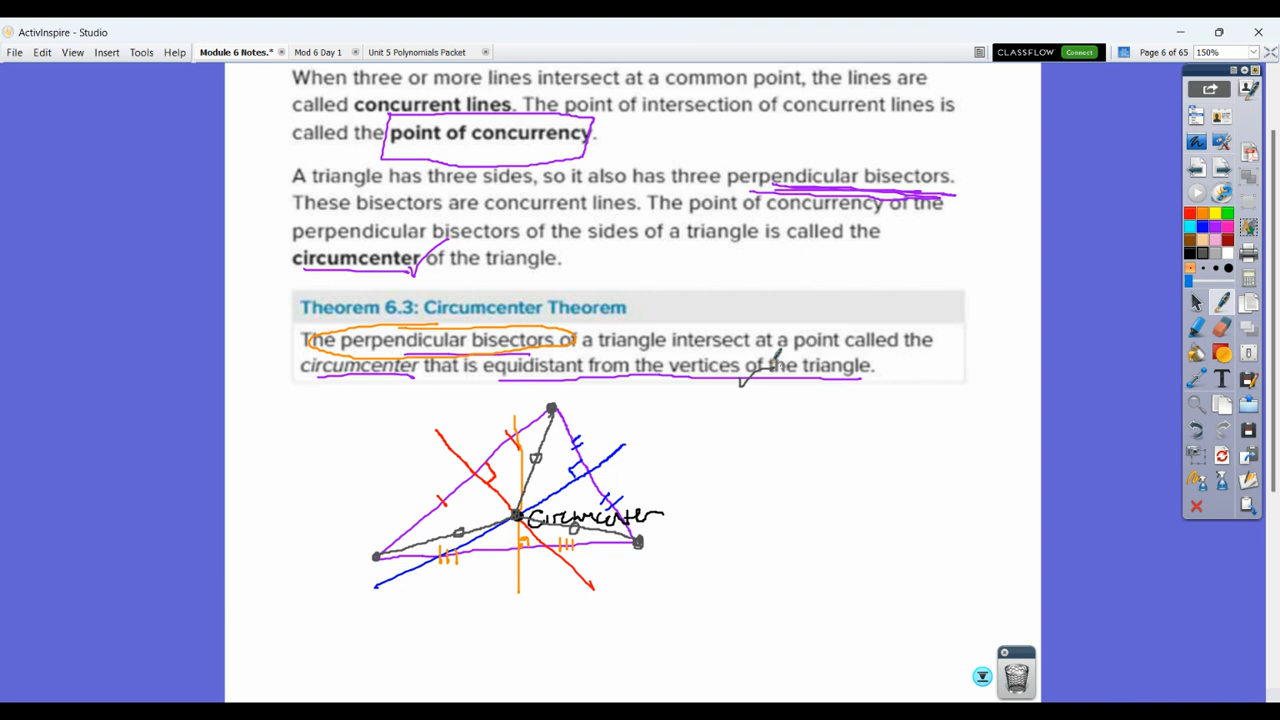 ActivInspire - Studio
File Edit View Insert Tools Help Module 6 Notes.* Mod 6 Day 1 Unit 5 Polynomials Packet CLASSFLOW Connect Page 6 of 65 150%
When three or more lines intersect at a common point, the lines are
called concurrent lines. The point of intersection of concurrent lines is
called the point of concurrency.
A triangle has three sides, so it also has three perpendicular bisectors.
These bisectors are concurrent lines. The point of concurrency of the
perpendicular bisectors of the sides of a triangle is called the
circumcenter of the triangle.
Theorem 6.3: Circumcenter Theorem
The perpendicular bisectors of a triangle intersect at a point called the
circumcenter that is equidistant from the vertices of the triangle.
Circumcenter